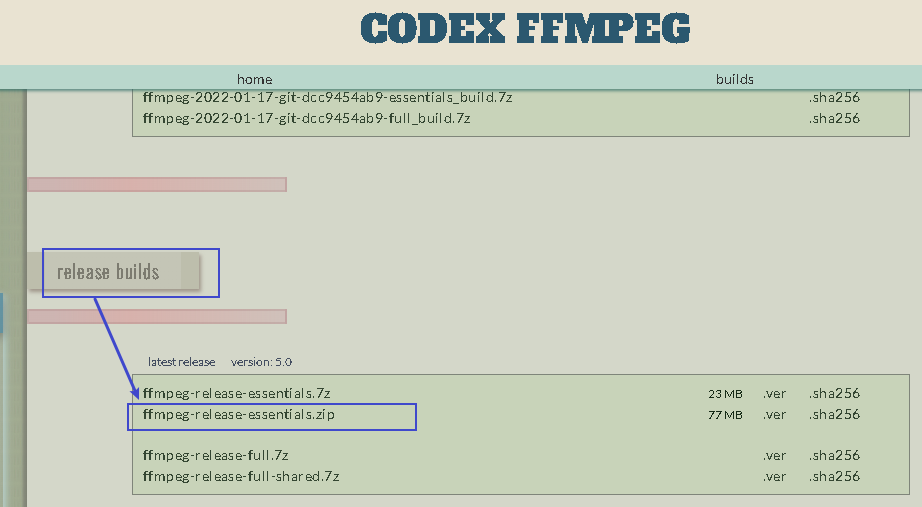 CODEX FFMPEG
home builds
ffmpeg-2022-01-17-git-dcc9454ab9-essentials_build.7z .sha256
ffmpeg-2022-01-17-git-dcc9454ab9-full_build.7z .sha256
release builds
latest release version: 5.0
ffmpeg-release-essentials.7z 23 MB .ver .sha256
ffmpeg-release-essentials.zip 77 MB .ver .sha256
ffmpeg-release-full.7z .ver .sha256
ffmpeg-release-full-shared.7z .ver .sha256